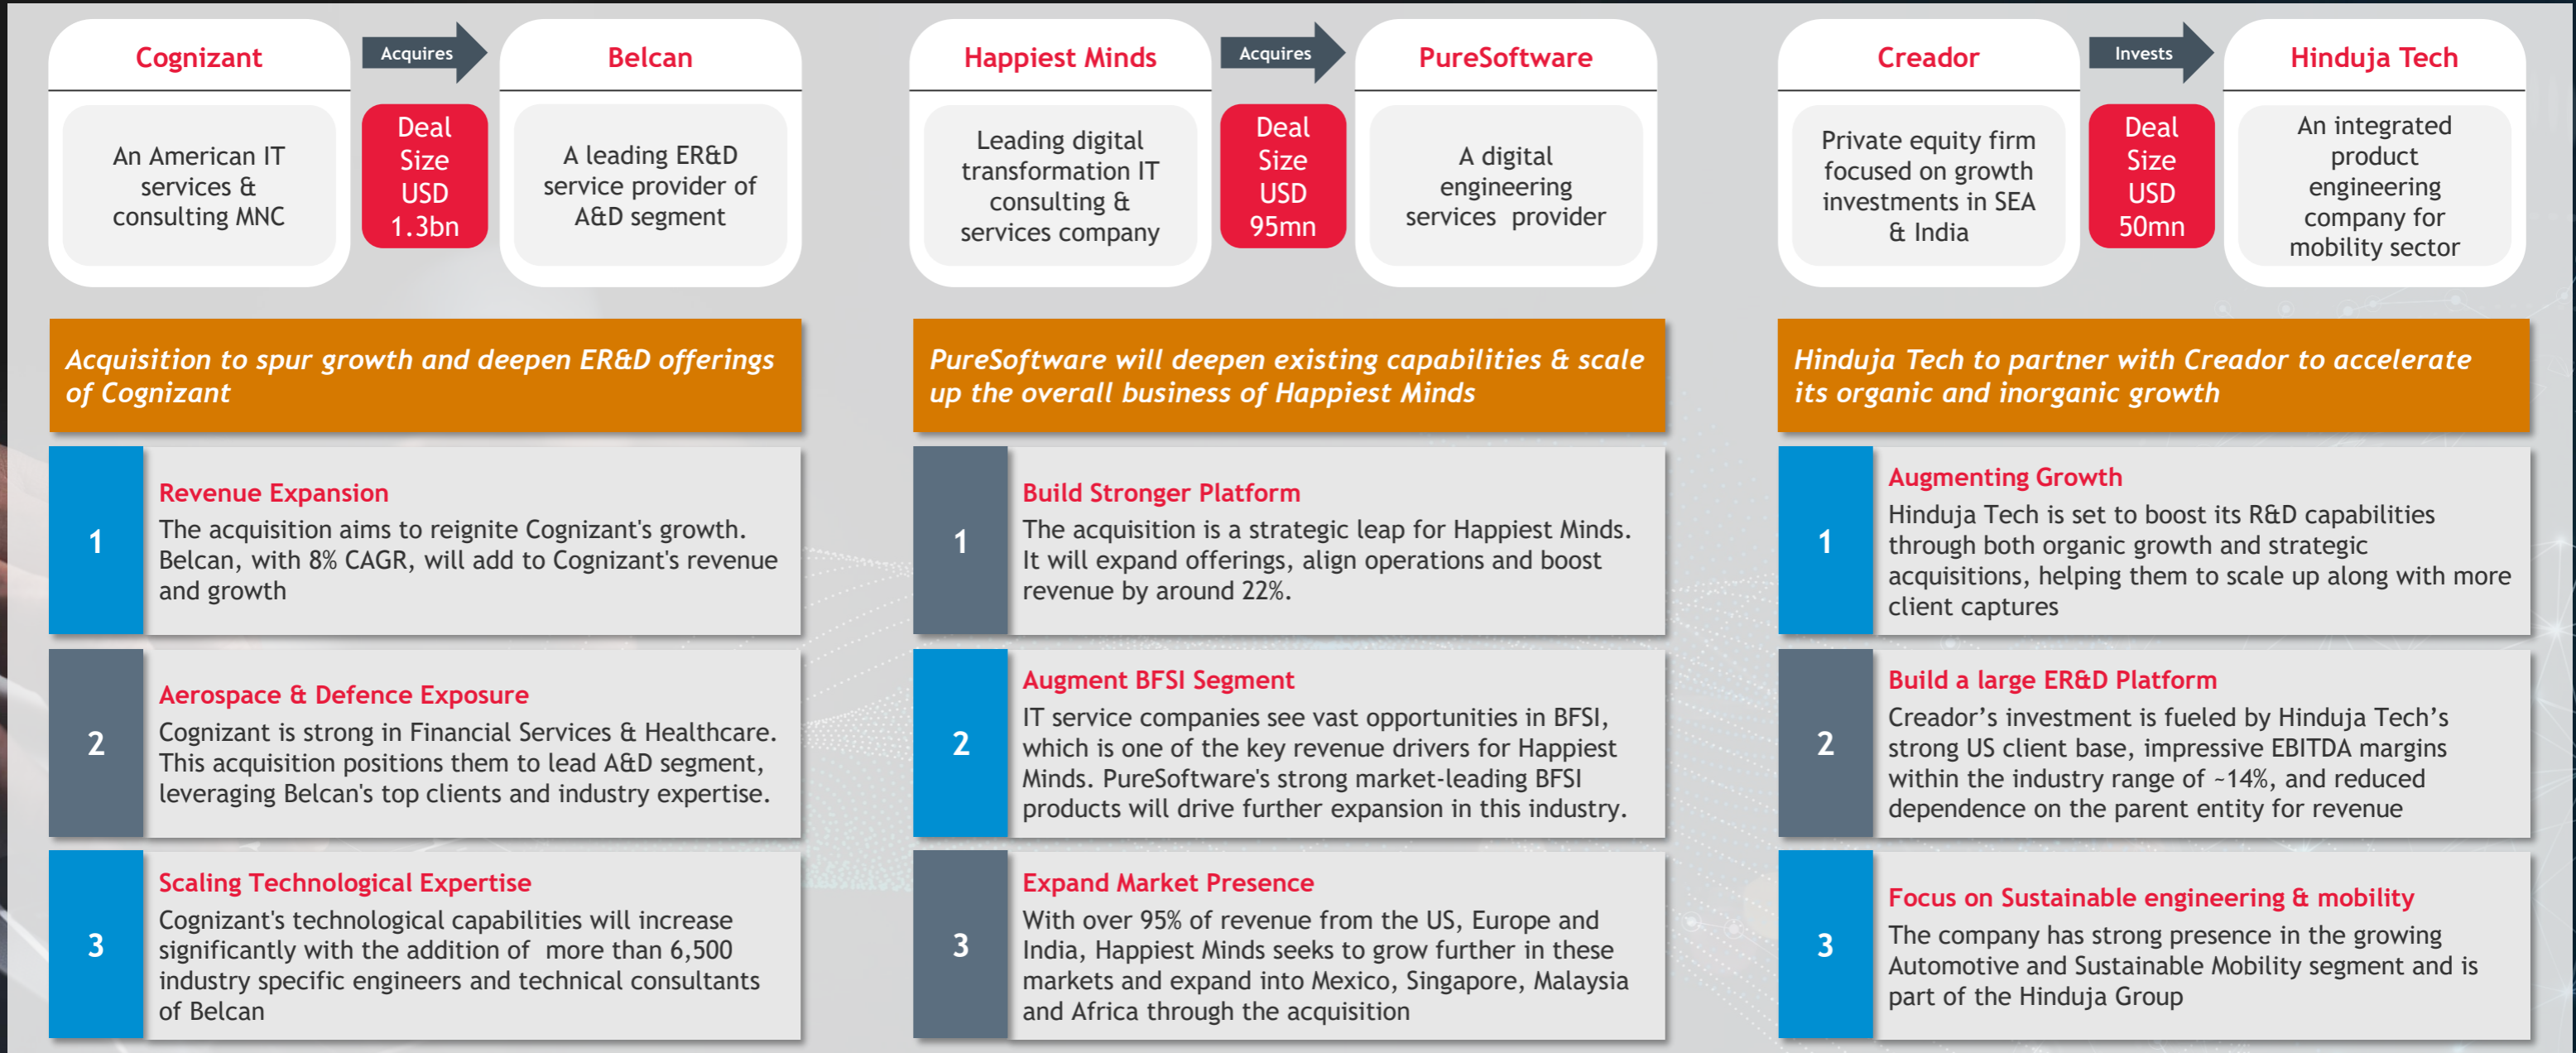 Cognizant
Acquires
Belcan
An American IT
services &
consulting MNC
Deal
Size
USD
1.3bn
A leading ER&D
service provider of
A&D segment
Acquisition to spur growth and deepen ER&D offerings
of Cognizant
1
Revenue Expansion
The acquisition aims to reignite Cognizant's growth.
Belcan, with 8% CAGR, will add to Cognizant's revenue
and growth
2
Aerospace & Defence Exposure
Cognizant is strong in Financial Services & Healthcare.
This acquisition positions them to lead A&D segment,
leveraging Belcan's top clients and industry expertise.
3
Scaling Technological Expertise
Cognizant's technological capabilities will increase
significantly with the addition of  more than 6,500
industry specific engineers and technical consultants
of Belcan
Happiest Minds
Acquires
PureSoftware
Leading digital
transformation IT
consulting &
services company
Deal
Size
USD
95mn
A digital
engineering
services  provider
PureSoftware will deepen existing capabilities & scale
up the overall business of Happiest Minds
1
Build Stronger Platform
The acquisition is a strategic leap for Happiest Minds.
It will expand offerings, align operations and boost
revenue by around 22%.
2
Augment BFSI Segment
IT service companies see vast opportunities in BFSI,
which is one of the key revenue drivers for Happiest
Minds. PureSoftware's strong market-leading BFSI
products will drive further expansion in this industry.
3
Expand Market Presence
With over 95% of revenue from the US, Europe and
India, Happiest Minds seeks to grow further in these
markets and expand into Mexico, Singapore, Malaysia
and Africa through the acquisition
Creador
Invests
Hinduja Tech
Private equity firm
focused on growth
investments in SEA
& India
Deal
Size
USD
50mn
An integrated
product
engineering
company for
mobility sector
Hinduja Tech to partner with Creador to accelerate
its organic and inorganic growth
1
Augmenting Growth
Hinduja Tech is set to boost its R&D capabilities
through both organic growth and strategic
acquisitions, helping them to scale up along with more
client captures
2
Build a large ER&D Platform
Creador’s investment is fueled by Hinduja Tech’s
strong US client base, impressive EBITDA margins
within the industry range of ~14%, and reduced
dependence on the parent entity for revenue
3
Focus on Sustainable engineering & mobility
The company has strong presence in the growing
Automotive and Sustainable Mobility segment and is
part of the Hinduja Group